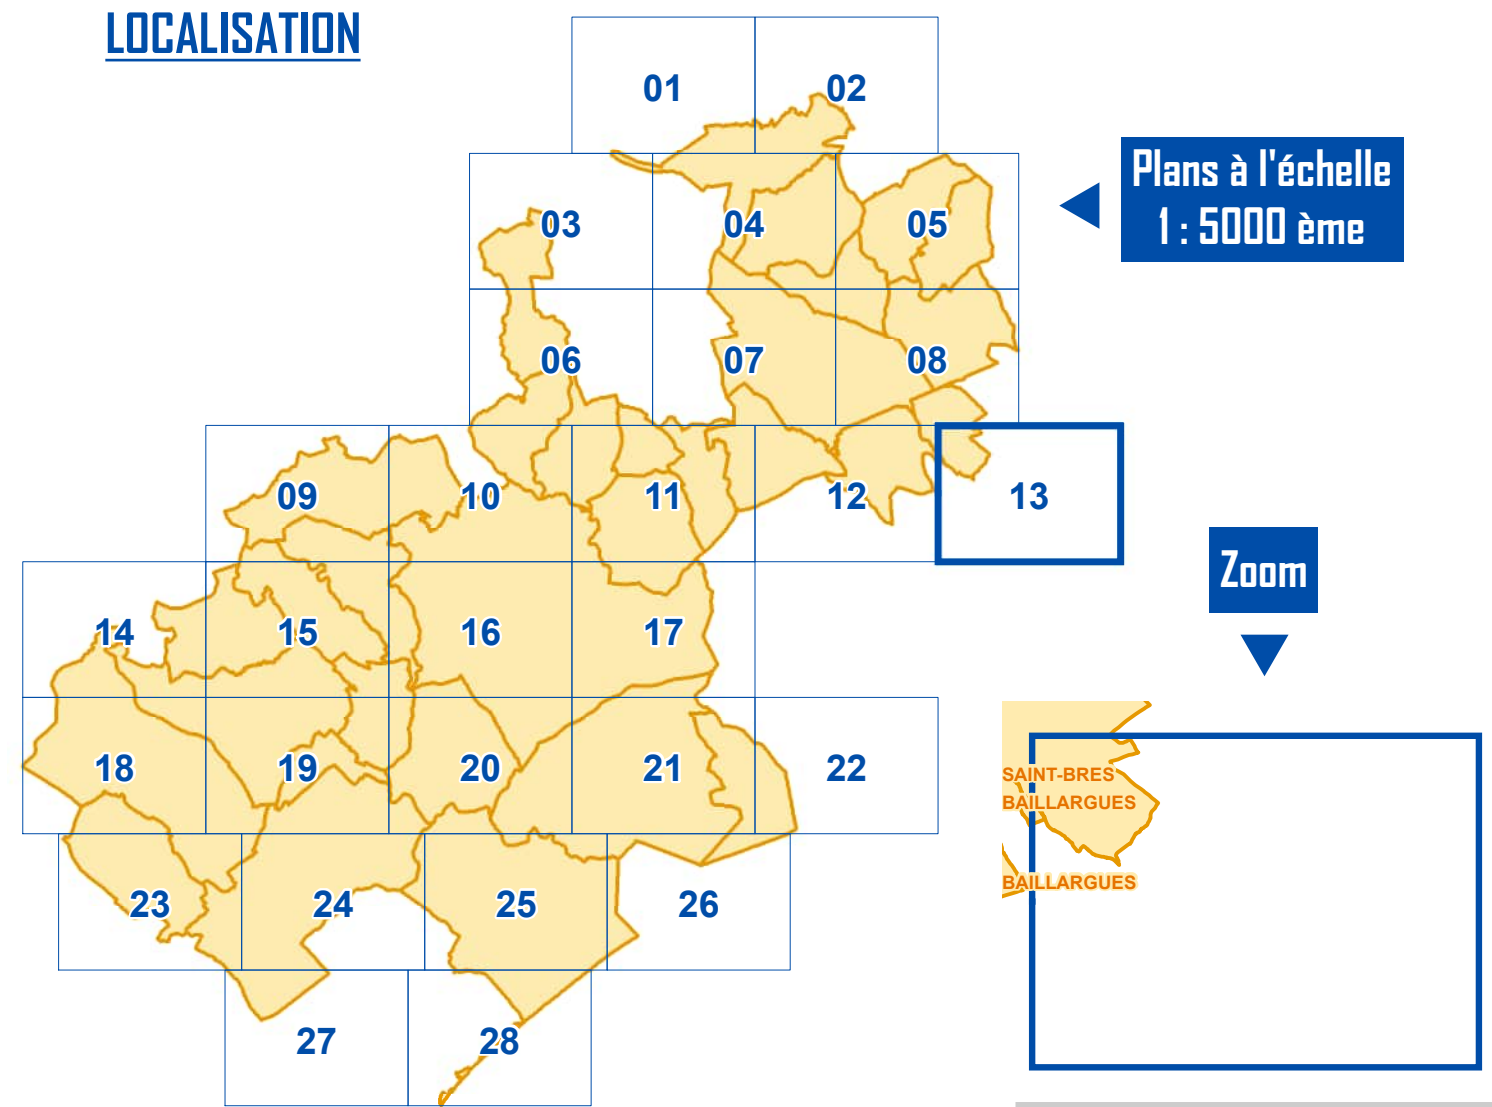 LOCALISATION
01 02
Plans à l'échelle
1 : 5000 ème
03 04 05
06 07 08
09 10 11 12 13
Zoom
14 15 16 17
18 19 20 21 22
SAINT-BRES
BAILLARGUES
BAILLARGUES
23 24 25 26
27 28